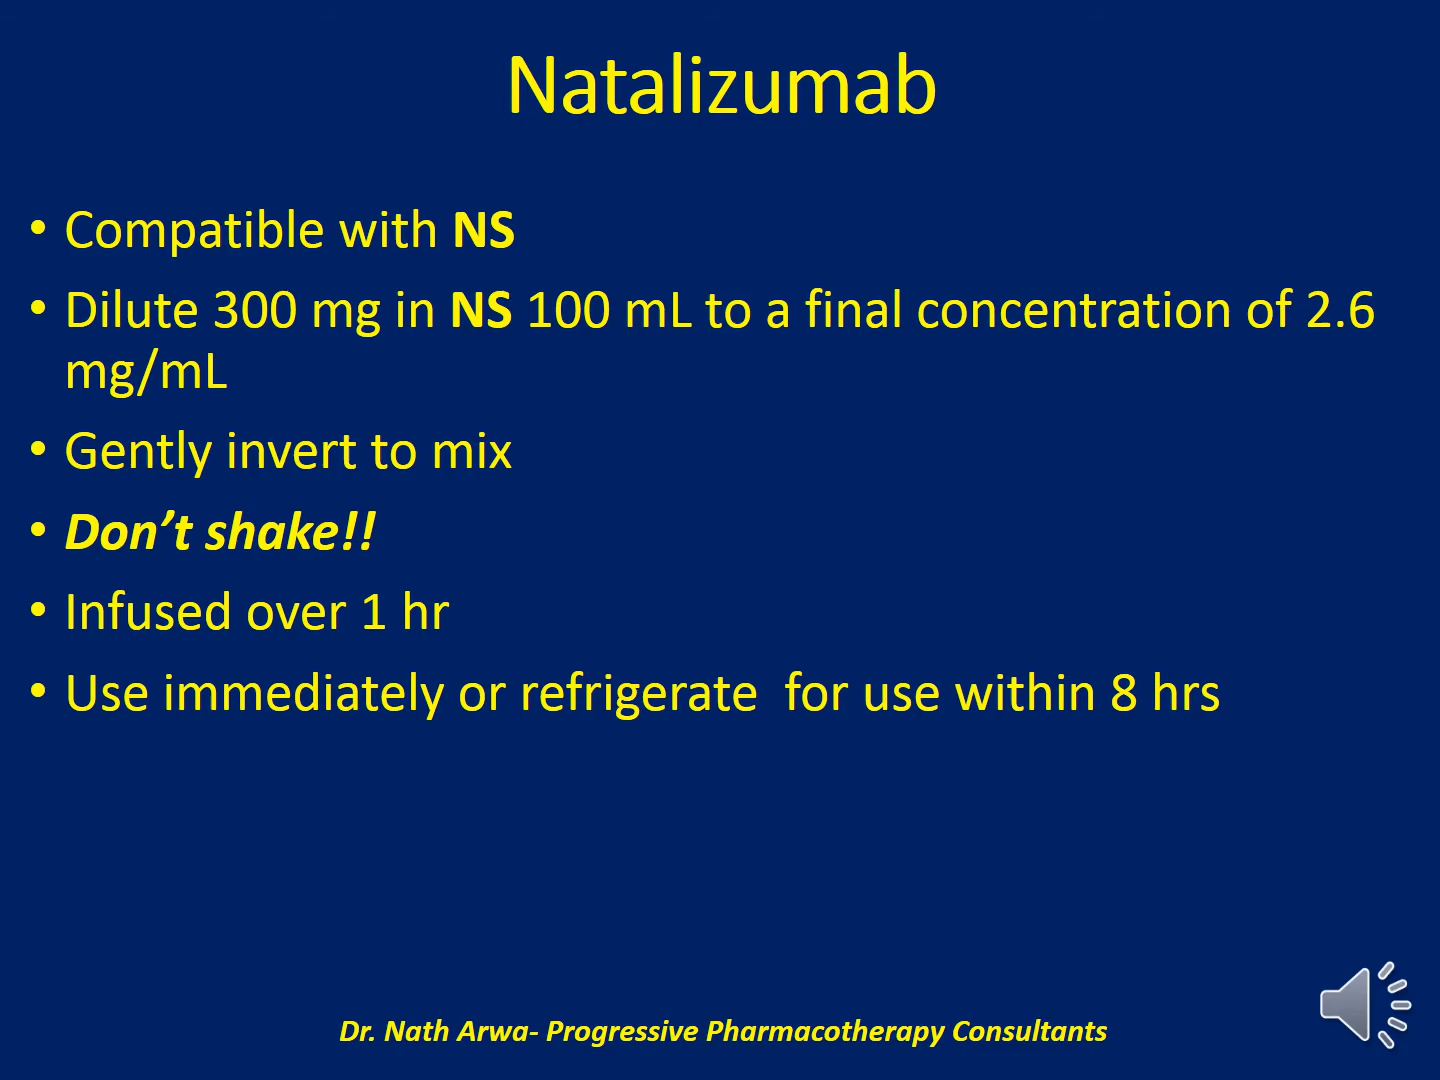 Natalizumab
• Compatible with NS
• Dilute 300 mg in NS 100 mL to a final concentration of 2.6
mg/mL
• Gently invert to mix
• Don’t shake!!
• Infused over 1 hr
• Use immediately or refrigerate  for use within 8 hrs
Dr. Nath Arwa- Progressive Pharmacotherapy Consultants